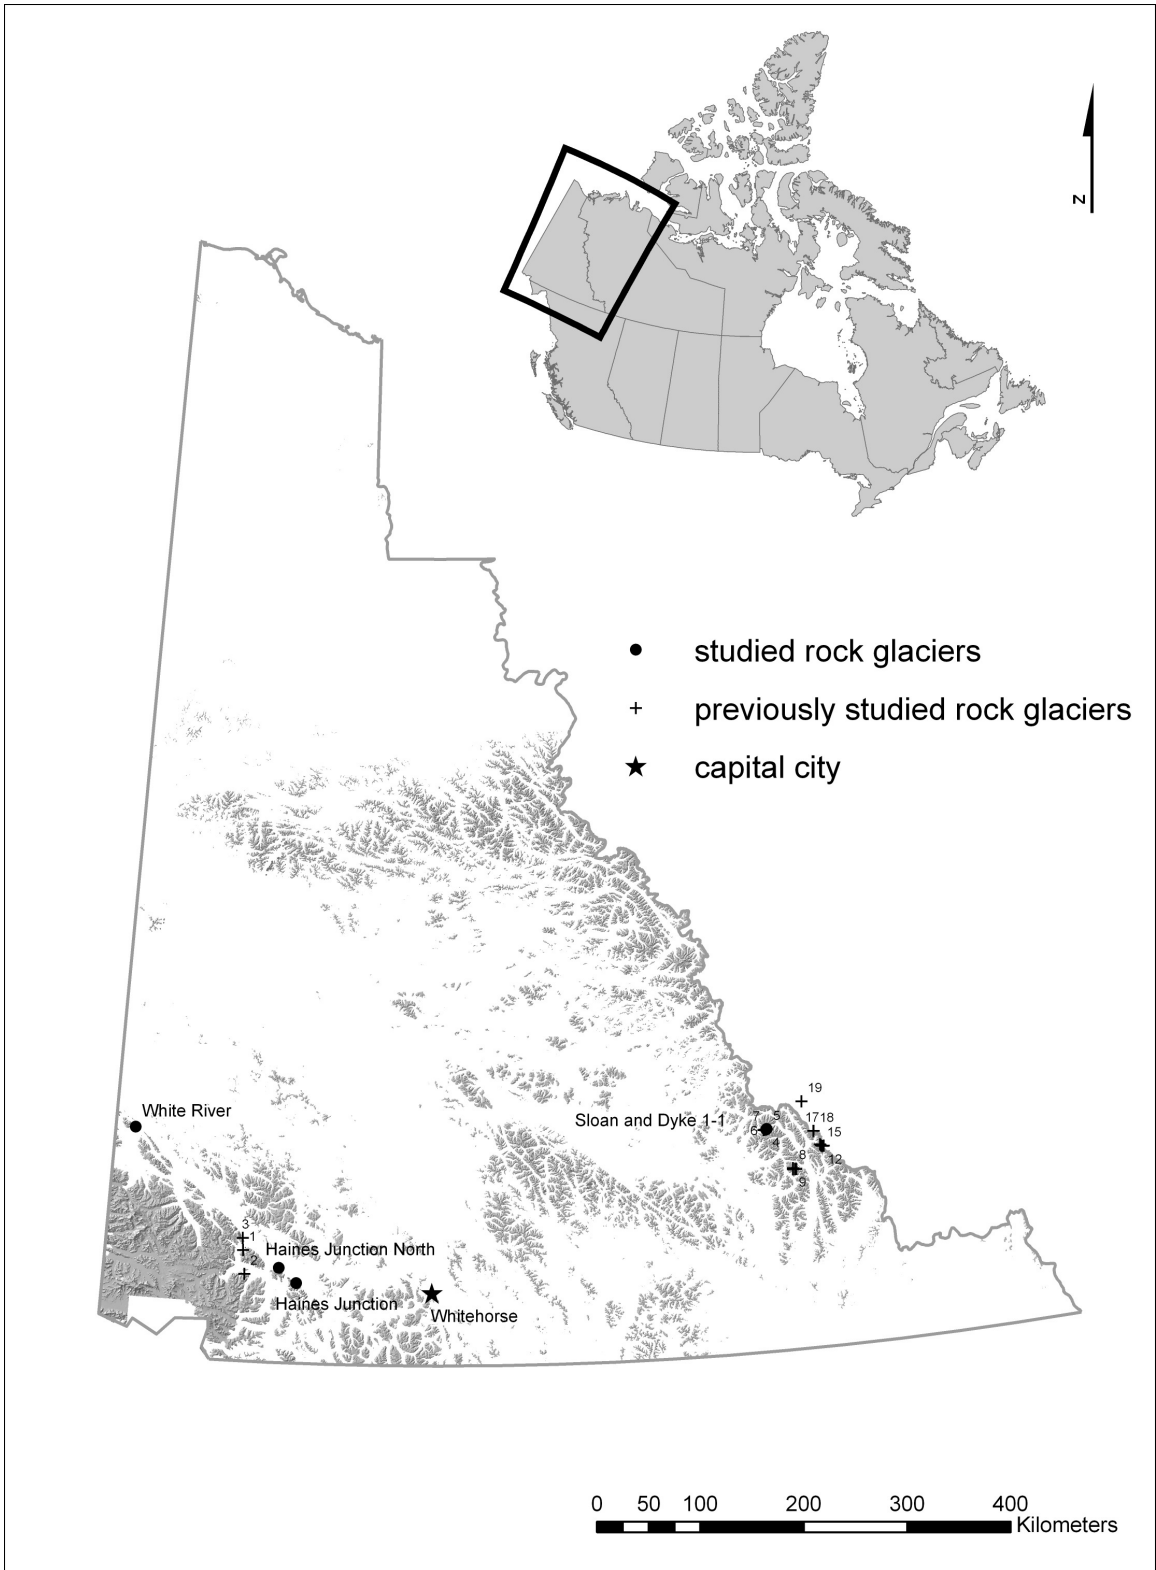 N
studied rock glaciers
previously studied rock glaciers
capital city
19
White River
Sloan and Dyke 1-1
7
5
17 18
6
4
15
8
12
9
3
1
Haines Junction North
2
Haines Junction
Whitehorse
0 50 100 200 300 400
Kilometers